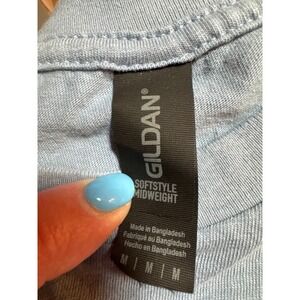 GILDAN®
SOFTSTYLE
MIDWEIGHT
Made in Bangladesh
Fabriqué au Bangladesh
Hecho en Bangladesh
M | M | M